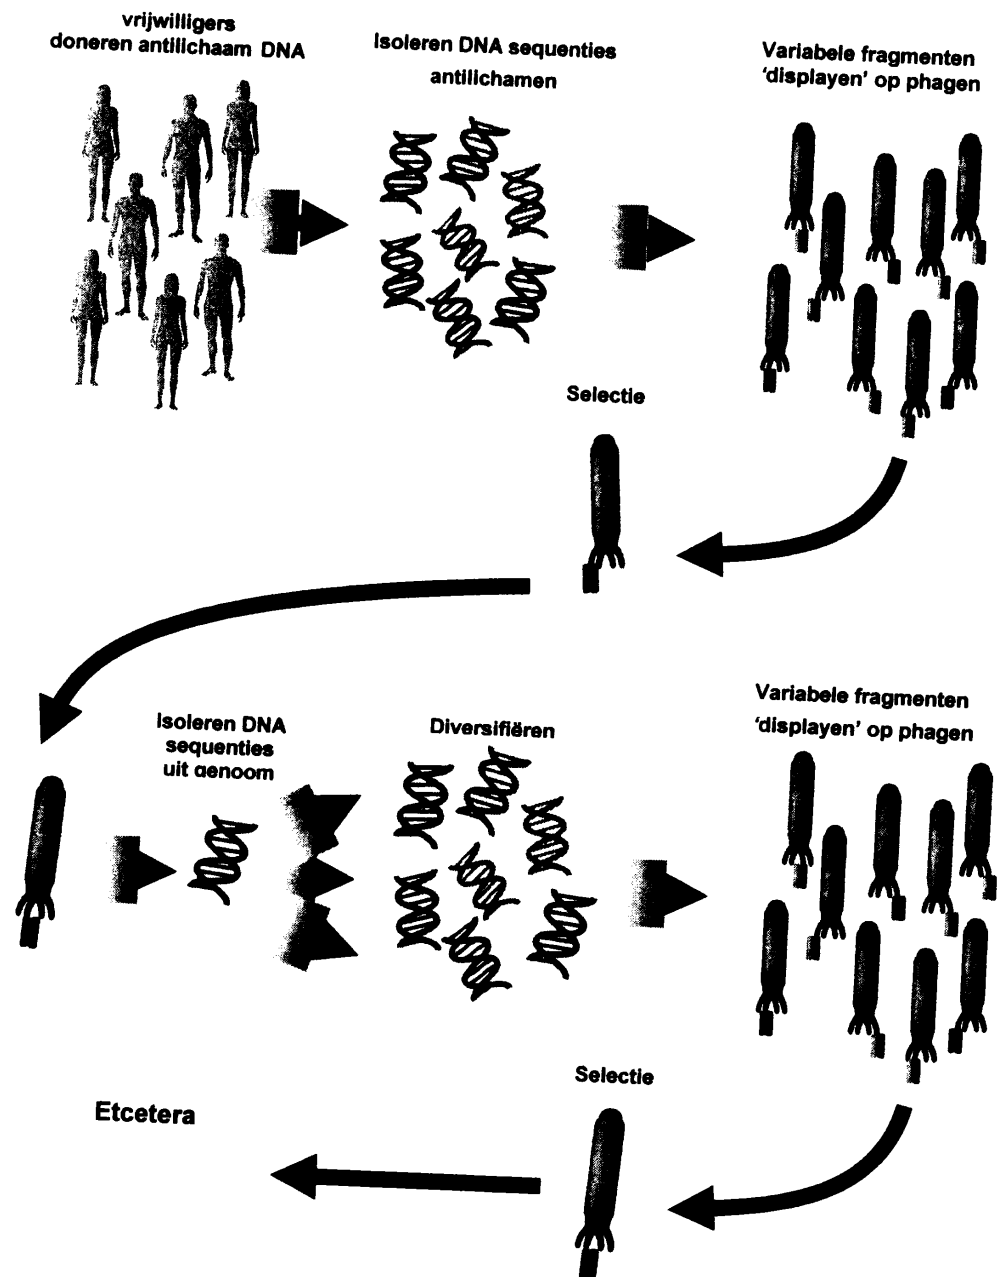 vrijwilligers
doneren antilichaam DNA
Isoleren DNA sequenties
antilichamen
Variabele fragmenten
'displayen' op phagen
Selectie
Isoleren DNA
sequenties
uit genoom
Diversifiëren
Variabele fragmenten
'displayen' op phagen
Selectie
Etcetera